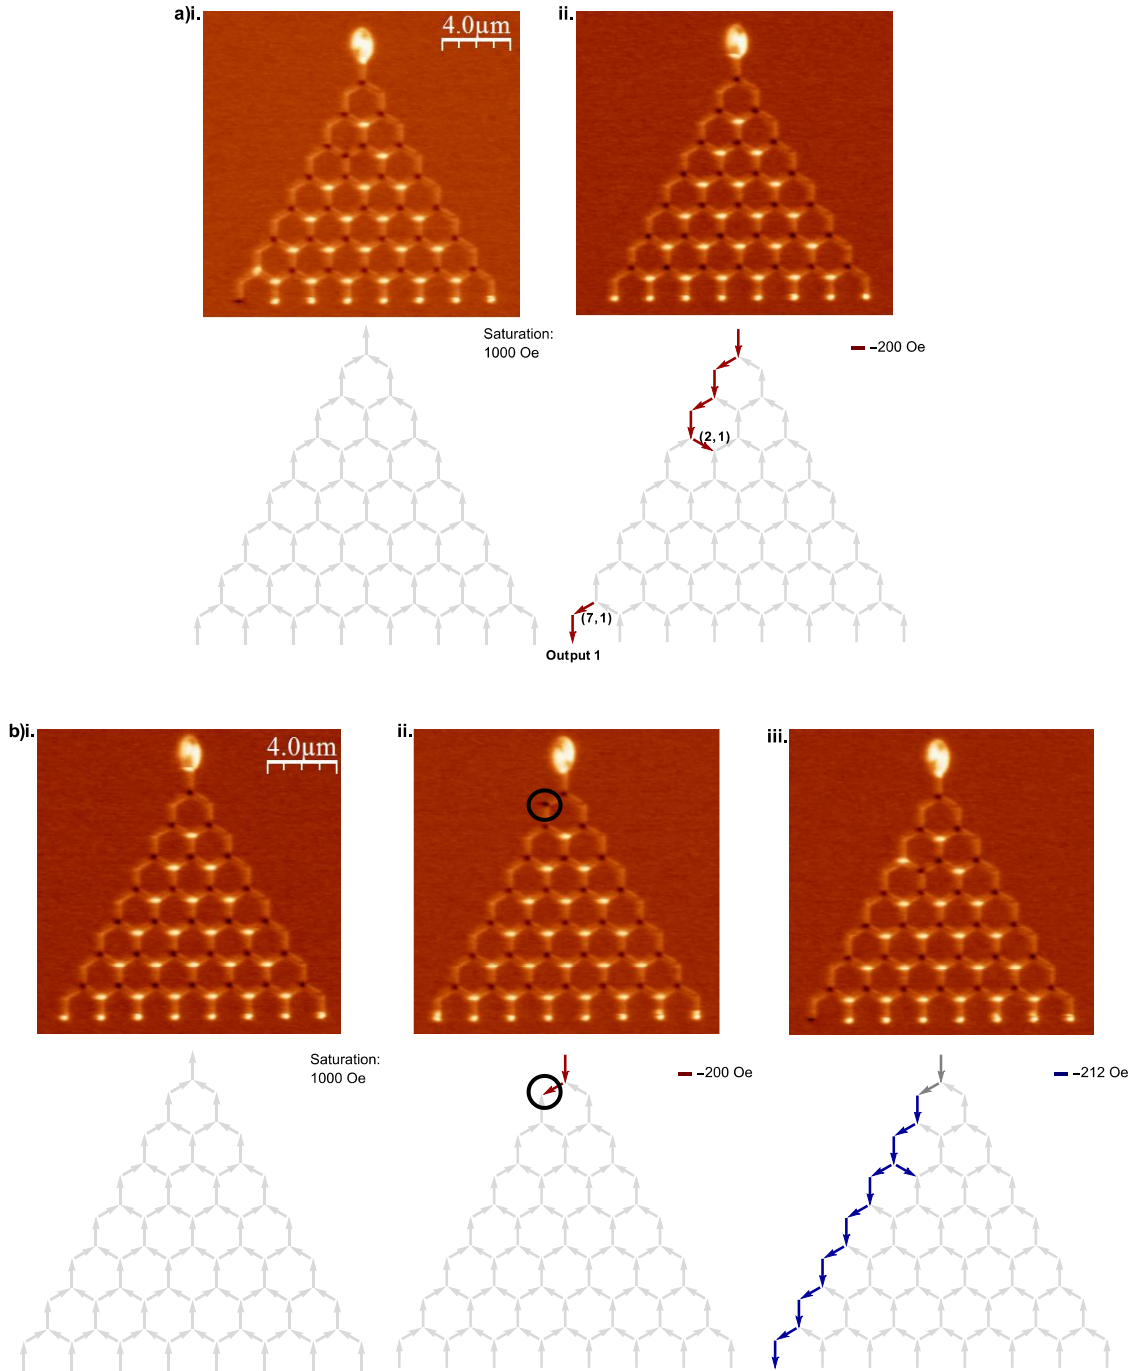 a)i.
4.0µm
ii.
Saturation:
1000 Oe
−200 Oe
(2,1)
(7,1)
Output 1
b)i.
4.0µm
ii.
iii.
Saturation:
1000 Oe
−200 Oe
−212 Oe